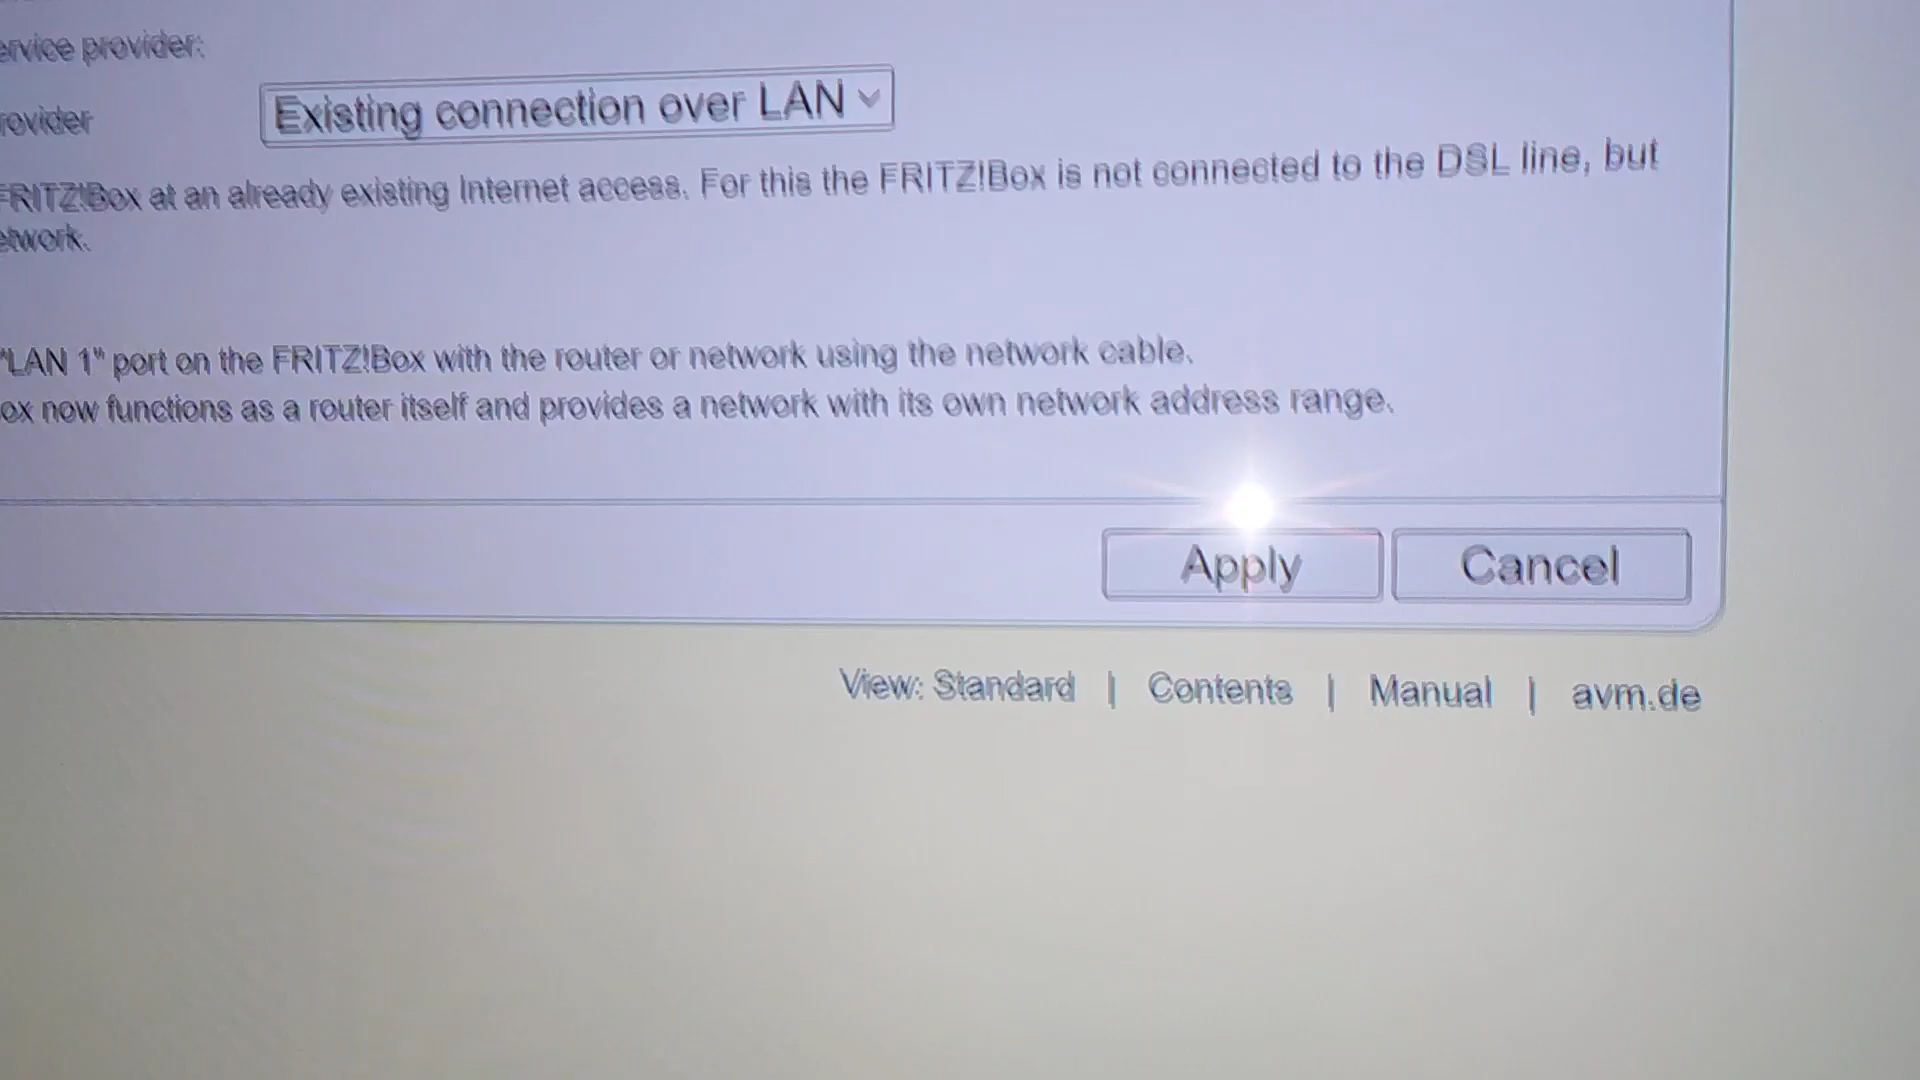 ervice provider:
rovider Existing connection over LAN
FRITZ!Box at an already existing Internet access. For this the FRITZ!Box is not connected to the DSL line, but
etwork.
"LAN 1" port on the FRITZ!Box with the router or network using the network cable.
ox now functions as a router itself and provides a network with its own network address range.
Apply Cancel
View: Standard | Contents | Manual | avm.de